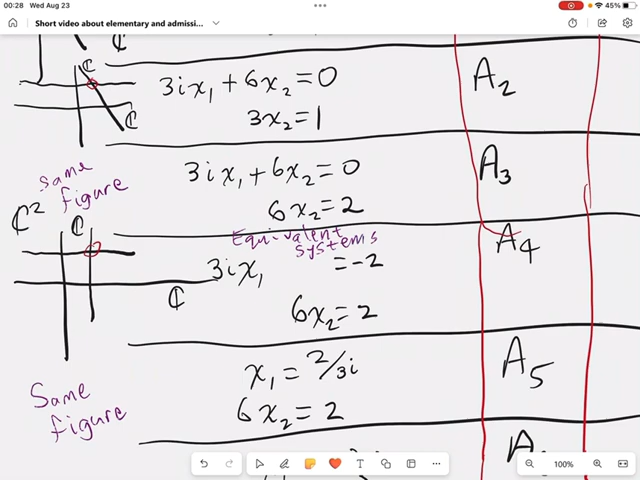 00:28 Wed Aug 23
45%
Short video about elementary and admissi...
ℂ
ℂ
3ix₁ + 6x₂ = 0
A₂
3x₂ = 1
ℂ
3ix₁ + 6x₂ = 0
A₃
same
figure
6x₂ = 2
ℂ²
ℂ
Equivalent
systems
A₄
3ix₁ = -2
ℂ
6x₂ = 2
x₁ = 2/3i
A₅
6x₂ = 2
Same
figure
A
T
100%